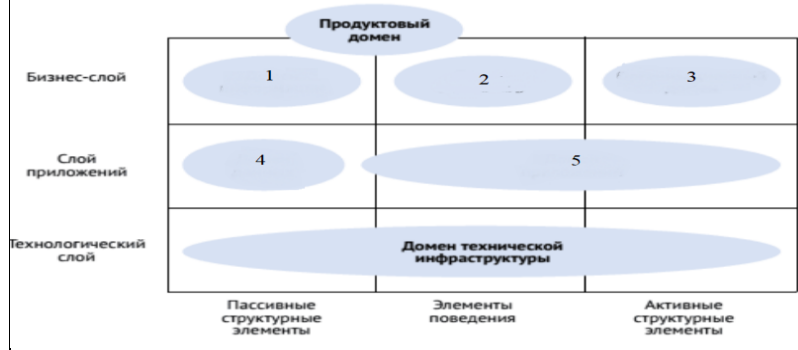 Продуктовый
домен
Бизнес-слой
1
2
3
Слой
приложений
4
5
Технологический
слой
Домен технической
инфраструктуры
Пассивные
структурные
элементы
Элементы
поведения
Активные
структурные
элементы